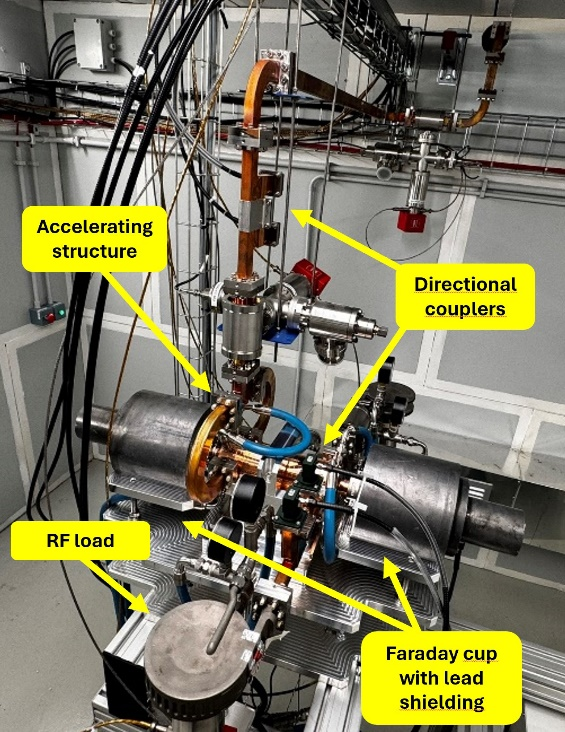 Accelerating
structure
Directional
couplers
RF load
Faraday cup
with lead
shielding